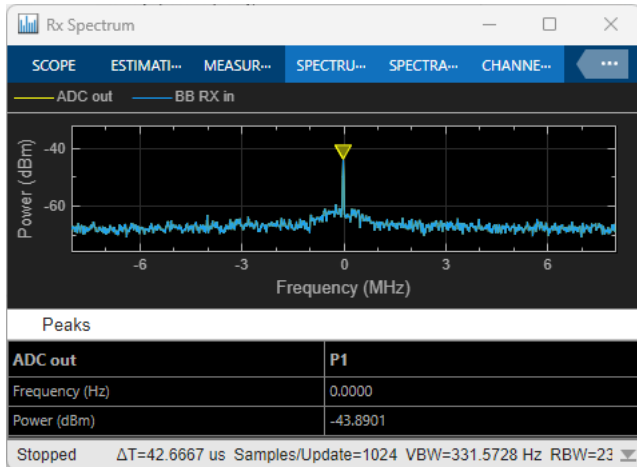 Rx Spectrum
SCOPE ESTIMATI... MEASUR... SPECTRU... SPECTRA... CHANNE... ...
ADC out BB RX in
-40
-60
Power (dBm)
-6 -3 0 3 6
Frequency (MHz)
Peaks
ADC out P1
Frequency (Hz) 0.0000
Power (dBm) -43.8901
Stopped ΔT=42.6667 us Samples/Update=1024 VBW=331.5728 Hz RBW=23